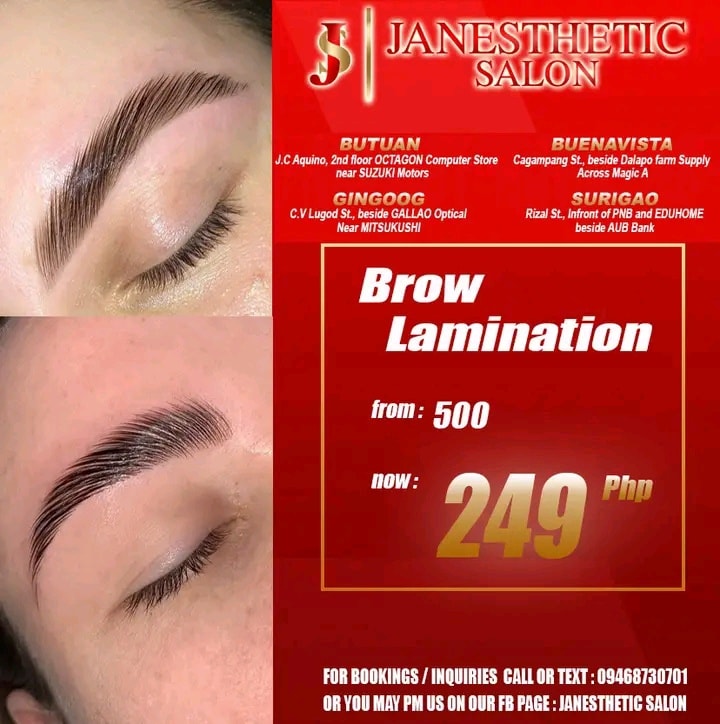 JS
JANESTHETIC
SALON
BUTUAN
J.C Aquino, 2nd floor OCTAGON Computer Store
near SUZUKI Motors
BUENAVISTA
Cagampang St., beside Dalapo farm Supply
Across Magic A
GINGOOG
C.V Lugod St., beside GALLAO Optical
Near MITSUKUSHI
SURIGAO
Rizal St., Infront of PNB and EDUHOME
beside AUB Bank
Brow
Lamination
from : 500
now : 249 Php
FOR BOOKINGS / INQUIRIES CALL OR TEXT : 09468730701
OR YOU MAY PM US ON OUR FB PAGE : JANESTHETIC SALON